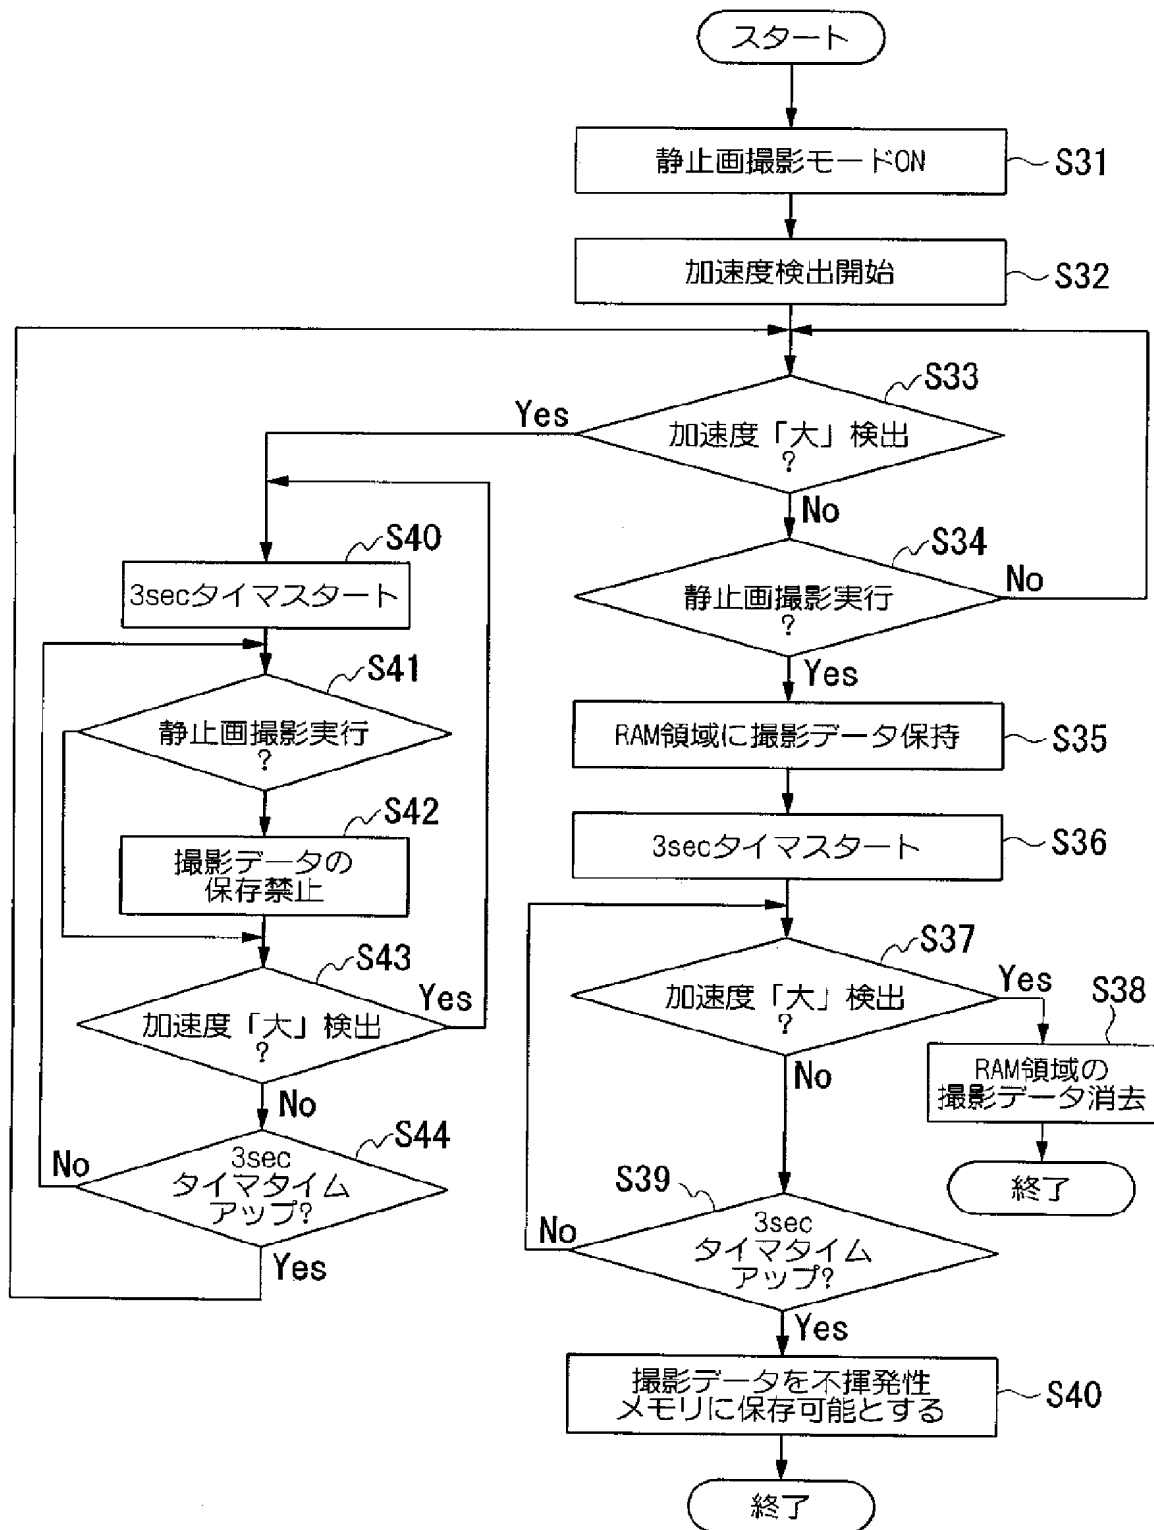 スタート
静止画撮影モードON
S31
加速度検出開始
S32
S33
加速度「大」検出
?
Yes
No
S34
静止画撮影実行
?
No
Yes
RAM領域に撮影データ保持
S35
3secタイマスタート
S36
S37
加速度「大」検出
?
Yes
No
S38
RAM領域の
撮影データ消去
終了
S39
3sec
タイマタイム
アップ?
No
Yes
撮影データを不揮発性
メモリに保存可能とする
S40
終了
S40
3secタイマスタート
S41
静止画撮影実行
?
S42
撮影データの
保存禁止
S43
加速度「大」検出
?
Yes
No
S44
3sec
タイマタイム
アップ?
No
Yes